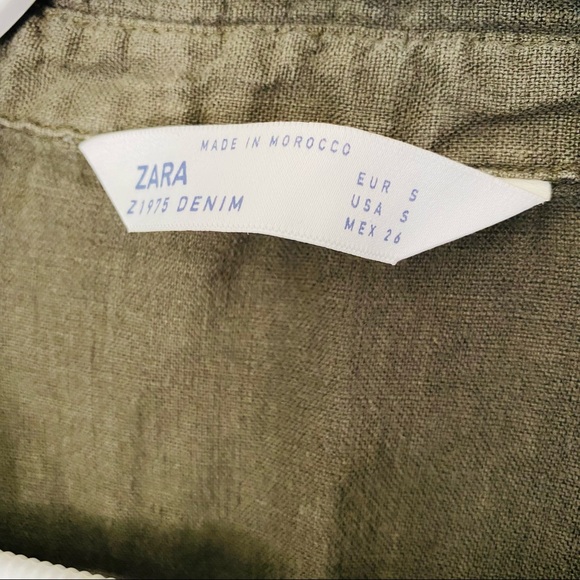 MADE IN MOROCCO
ZARA
Z1975 DENIM
EUR S
USA S
MEX 26